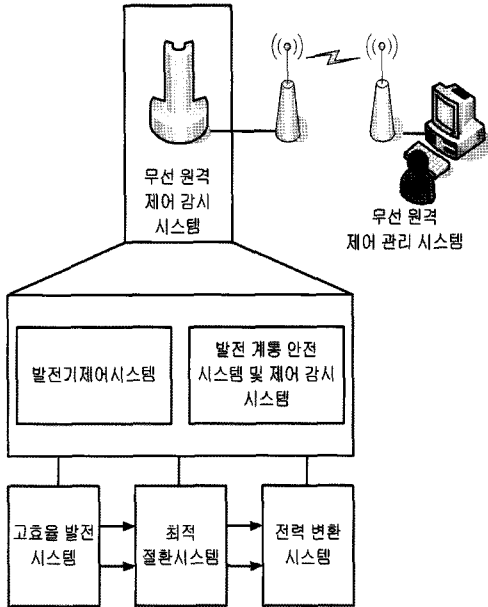 무선 원격
제어 감시
시스템
무선 원격
제어 관리 시스템
발전기제어시스템
발전 계통 안전
시스템 및 제어 감시
시스템
고효율 발전
시스템
최적
절환시스템
전력 변환
시스템